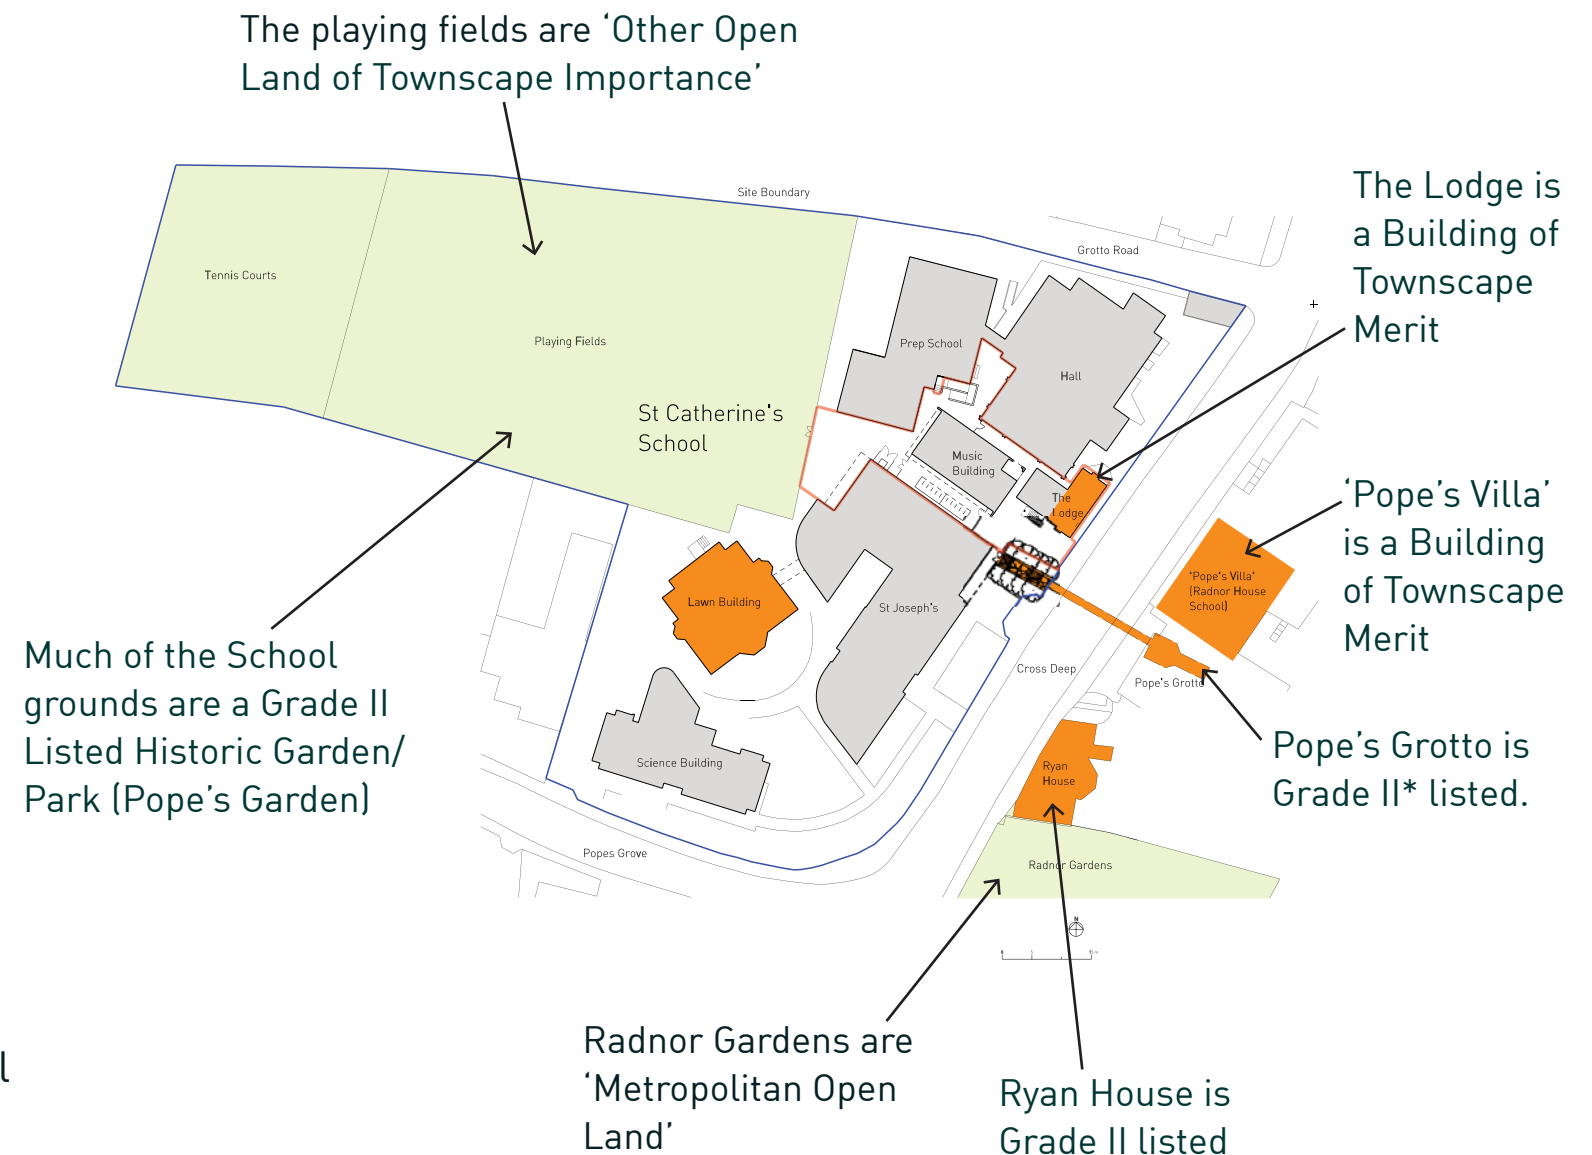 The playing fields are ‘Other Open
Land of Townscape Importance’
Site Boundary
Grotto Road
The Lodge is
a Building of
Townscape
Merit
Tennis Courts
Playing Fields
Prep School
Hall
St Catherine's
School
Music
Building
The
Lodge
‘Pope’s Villa’
is a Building
of Townscape
Merit
'Pope's Villa'
(Radnor House
School)
Lawn Building
St Joseph's
Cross Deep
Pope's Grotto
Much of the School
grounds are a Grade II
Listed Historic Garden/
Park (Pope’s Garden)
Science Building
Ryan
House
Pope’s Grotto is
Grade II* listed.
Popes Grove
Radnor Gardens
N
Radnor Gardens are
‘Metropolitan Open
Land’
Ryan House is
Grade II listed
l